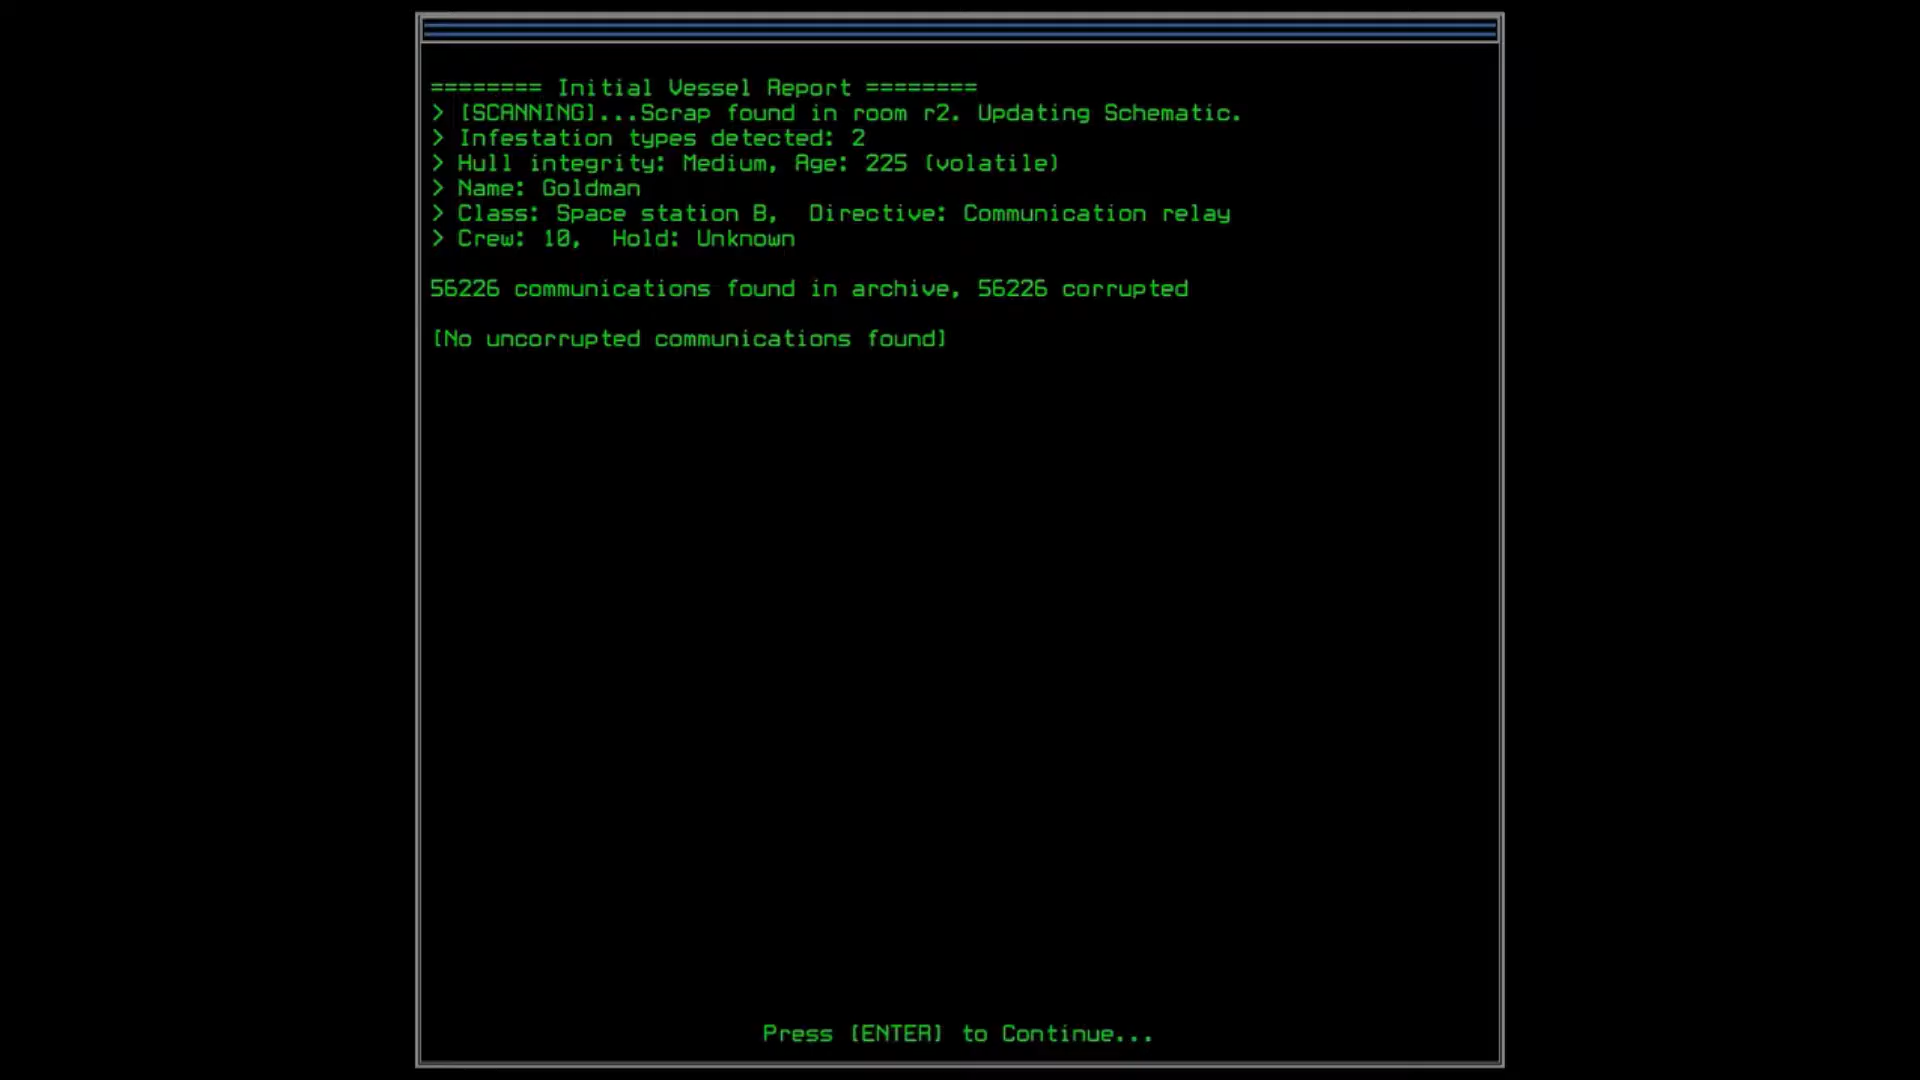 ======== Initial Vessel Report ========
> [SCANNING]...Scrap found in room r2. Updating Schematic.
> Infestation types detected: 2
> Hull integrity: Medium, Age: 225 (volatile)
> Name: Goldman
> Class: Space station B,  Directive: Communication relay
> Crew: 10,  Hold: Unknown
56226 communications found in archive, 56226 corrupted
[No uncorrupted communications found]
Press [ENTER] to Continue...